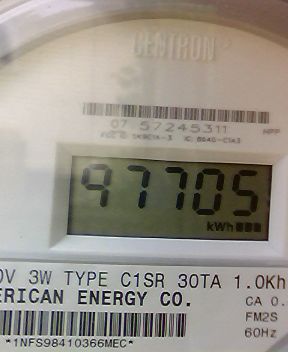 CENTRON
07 57245311
HPP
97705
kWh
0V 3W TYPE C1SR 30TA 1.0Kh
ERICAN ENERGY CO.
CA 0.
FM2S
60Hz
*1NFS98410366MEC*